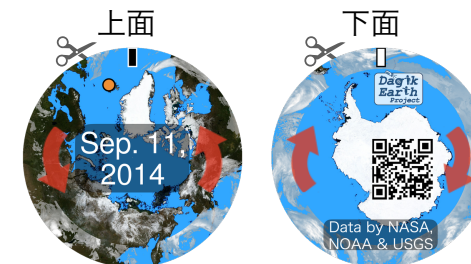 上面
下面
Sep. 11,
2014
Dagik
Earth
Project
Data by NASA,
NOAA & USGS